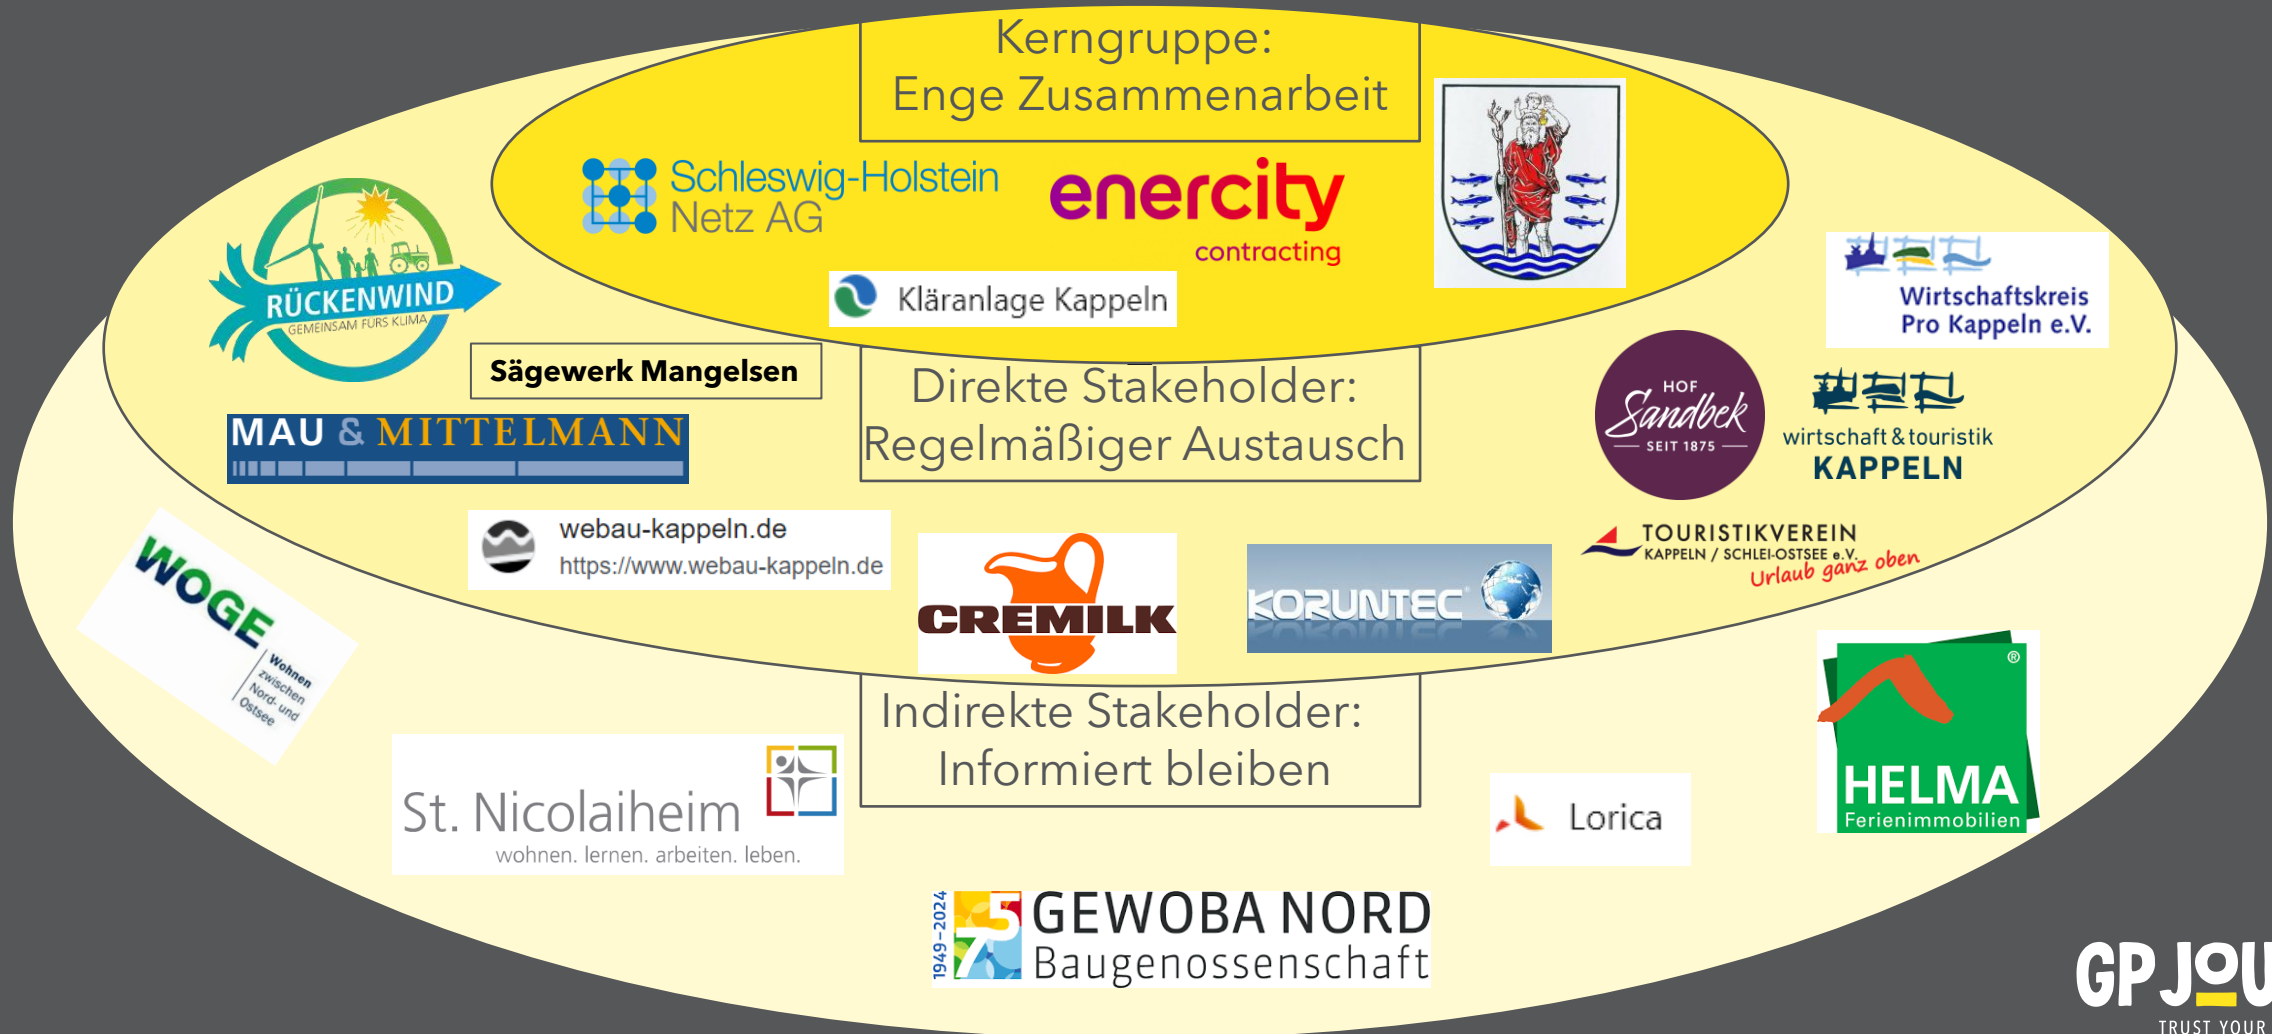 Kerngruppe:
Enge Zusammenarbeit
Schleswig-Holstein
Netz AG
enercity
contracting
Kläranlage Kappeln
RÜCKENWIND
GEMEINSAM FÜRS KLIMA
Wirtschaftskreis
Pro Kappeln e.V.
Sägewerk Mangelsen
Direkte Stakeholder:
Regelmäßiger Austausch
HOF
Sandbek
SEIT 1875
wirtschaft & touristik
KAPPELN
MAU & MITTELMANN
webau-kappeln.de
https://www.webau-kappeln.de
CREMILK
KORUNTEC®
TOURISTIKVEREIN
KAPPELN / SCHLEI-OSTSEE e.V.
Urlaub ganz oben
WOGE
Wohnen
zwischen
Nord- und
Ostsee
Indirekte Stakeholder:
Informiert bleiben
St. Nicolaiheim
wohnen. lernen. arbeiten. leben.
Lorica
®
HELMA
Ferienimmobilien
1949-2024
75
GEWOBA NORD
Baugenossenschaft
GP JOU
TRUST YOUR